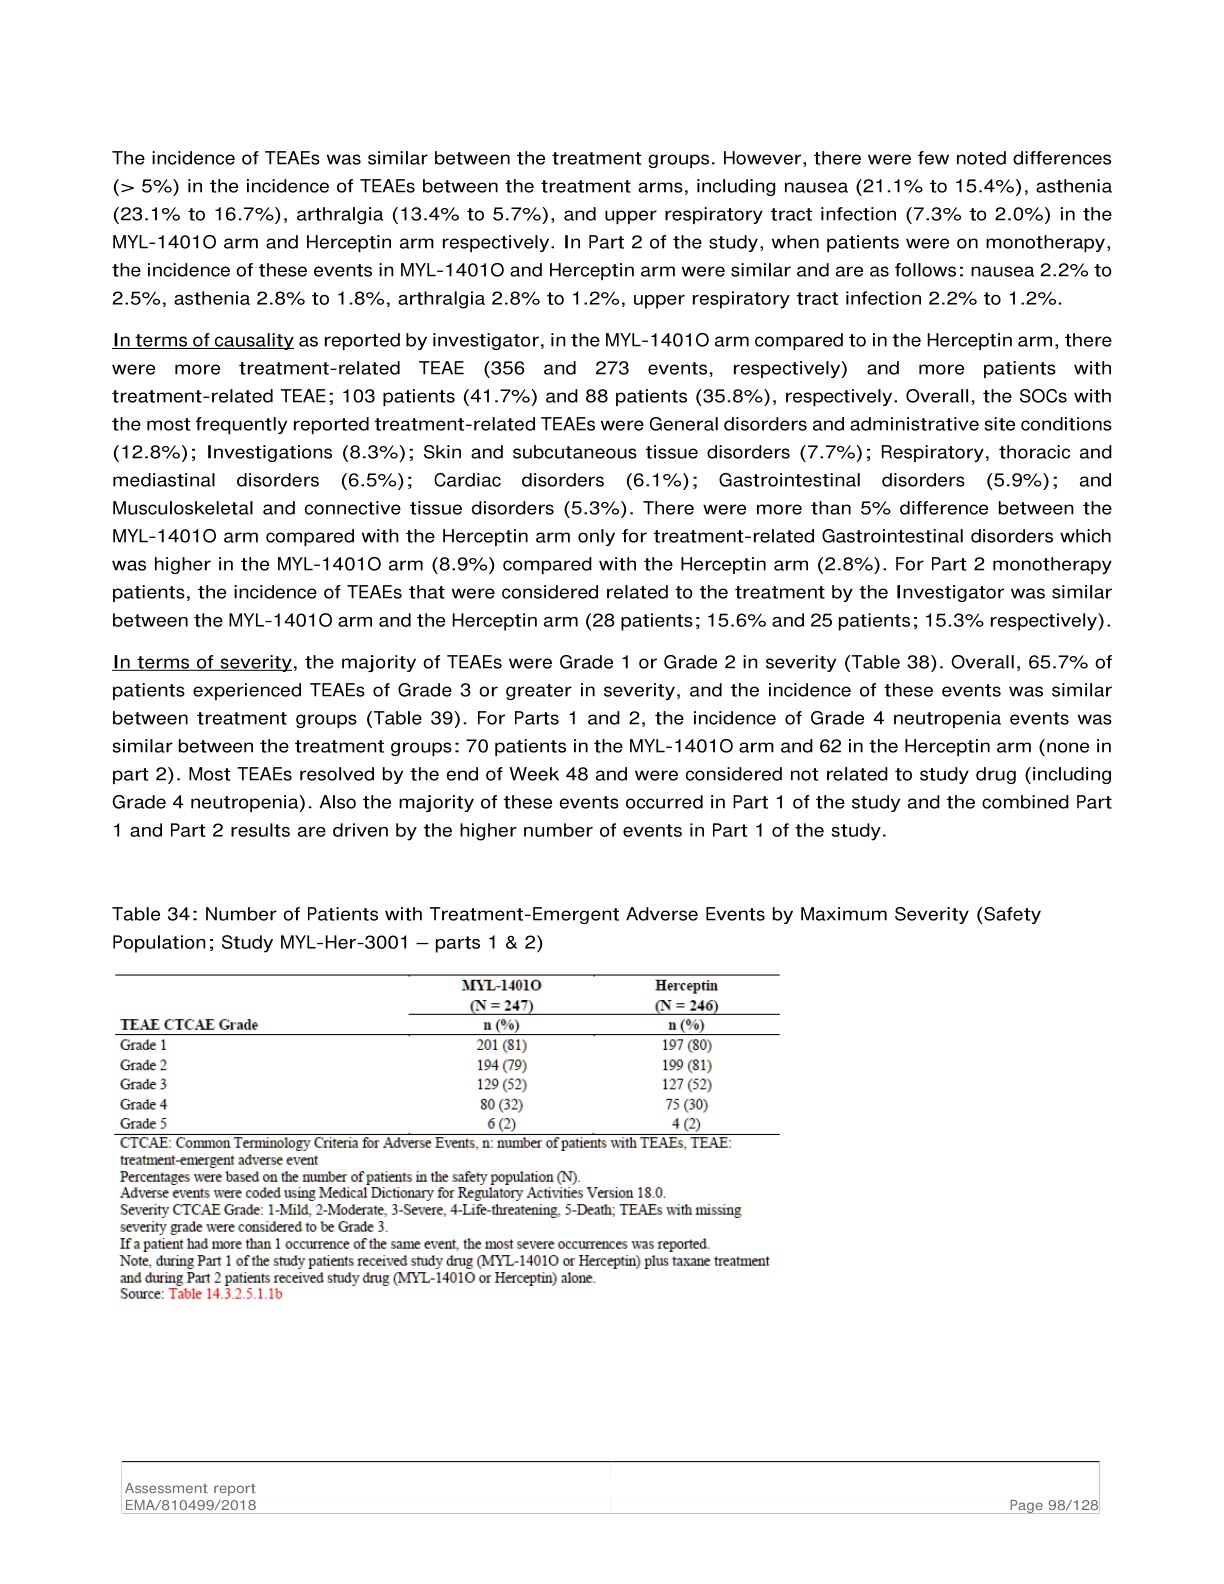 The incidence of TEAEs was similar between the treatment groups. However, there were few noted differences
(> 5%) in the incidence of TEAEs between the treatment arms, including nausea (21.1% to 15.4%), asthenia
(23.1% to 16.7%), arthralgia (13.4% to 5.7%), and upper respiratory tract infection (7.3% to 2.0%) in the
MYL-1401O arm and Herceptin arm respectively. In Part 2 of the study, when patients were on monotherapy,
the incidence of these events in MYL-1401O and Herceptin arm were similar and are as follows: nausea 2.2% to
2.5%, asthenia 2.8% to 1.8%, arthralgia 2.8% to 1.2%, upper respiratory tract infection 2.2% to 1.2%.
In terms of causality as reported by investigator, in the MYL-1401O arm compared to in the Herceptin arm, there
were more treatment-related TEAE (356 and 273 events, respectively) and more patients with
treatment-related TEAE; 103 patients (41.7%) and 88 patients (35.8%), respectively. Overall, the SOCs with
the most frequently reported treatment-related TEAEs were General disorders and administrative site conditions
(12.8%); Investigations (8.3%); Skin and subcutaneous tissue disorders (7.7%); Respiratory, thoracic and
mediastinal disorders (6.5%); Cardiac disorders (6.1%); Gastrointestinal disorders (5.9%); and
Musculoskeletal and connective tissue disorders (5.3%). There were more than 5% difference between the
MYL-1401O arm compared with the Herceptin arm only for treatment-related Gastrointestinal disorders which
was higher in the MYL-1401O arm (8.9%) compared with the Herceptin arm (2.8%). For Part 2 monotherapy
patients, the incidence of TEAEs that were considered related to the treatment by the Investigator was similar
between the MYL-1401O arm and the Herceptin arm (28 patients; 15.6% and 25 patients; 15.3% respectively).
In terms of severity, the majority of TEAEs were Grade 1 or Grade 2 in severity (Table 38). Overall, 65.7% of
patients experienced TEAEs of Grade 3 or greater in severity, and the incidence of these events was similar
between treatment groups (Table 39). For Parts 1 and 2, the incidence of Grade 4 neutropenia events was
similar between the treatment groups: 70 patients in the MYL-1401O arm and 62 in the Herceptin arm (none in
part 2). Most TEAEs resolved by the end of Week 48 and were considered not related to study drug (including
Grade 4 neutropenia). Also the majority of these events occurred in Part 1 of the study and the combined Part
1 and Part 2 results are driven by the higher number of events in Part 1 of the study.
Table 34: Number of Patients with Treatment-Emergent Adverse Events by Maximum Severity (Safety
Population; Study MYL-Her-3001 – parts 1 & 2)
MYL-1401O Herceptin
(N = 247) (N = 246)
TEAE CTCAE Grade n (%) n (%)
Grade 1 201 (81) 197 (80)
Grade 2 194 (79) 199 (81)
Grade 3 129 (52) 127 (52)
Grade 4 80 (32) 75 (30)
Grade 5 6 (2) 4 (2)
CTCAE: Common Terminology Criteria for Adverse Events, n: number of patients with TEAEs, TEAE:
treatment-emergent adverse event
Percentages were based on the number of patients in the safety population (N).
Adverse events were coded using Medical Dictionary for Regulatory Activities Version 18.0.
Severity CTCAE Grade: 1-Mild, 2-Moderate, 3-Severe, 4-Life-threatening, 5-Death; TEAEs with missing
severity grade were considered to be Grade 3.
If a patient had more than 1 occurrence of the same event, the most severe occurrences was reported.
Note, during Part 1 of the study patients received study drug (MYL-1401O or Herceptin) plus taxane treatment
and during Part 2 patients received study drug (MYL-1401O or Herceptin) alone.
Source: Table 14.3.2.5.1.1b
Assessment report
EMA/810499/2018 Page 98/128